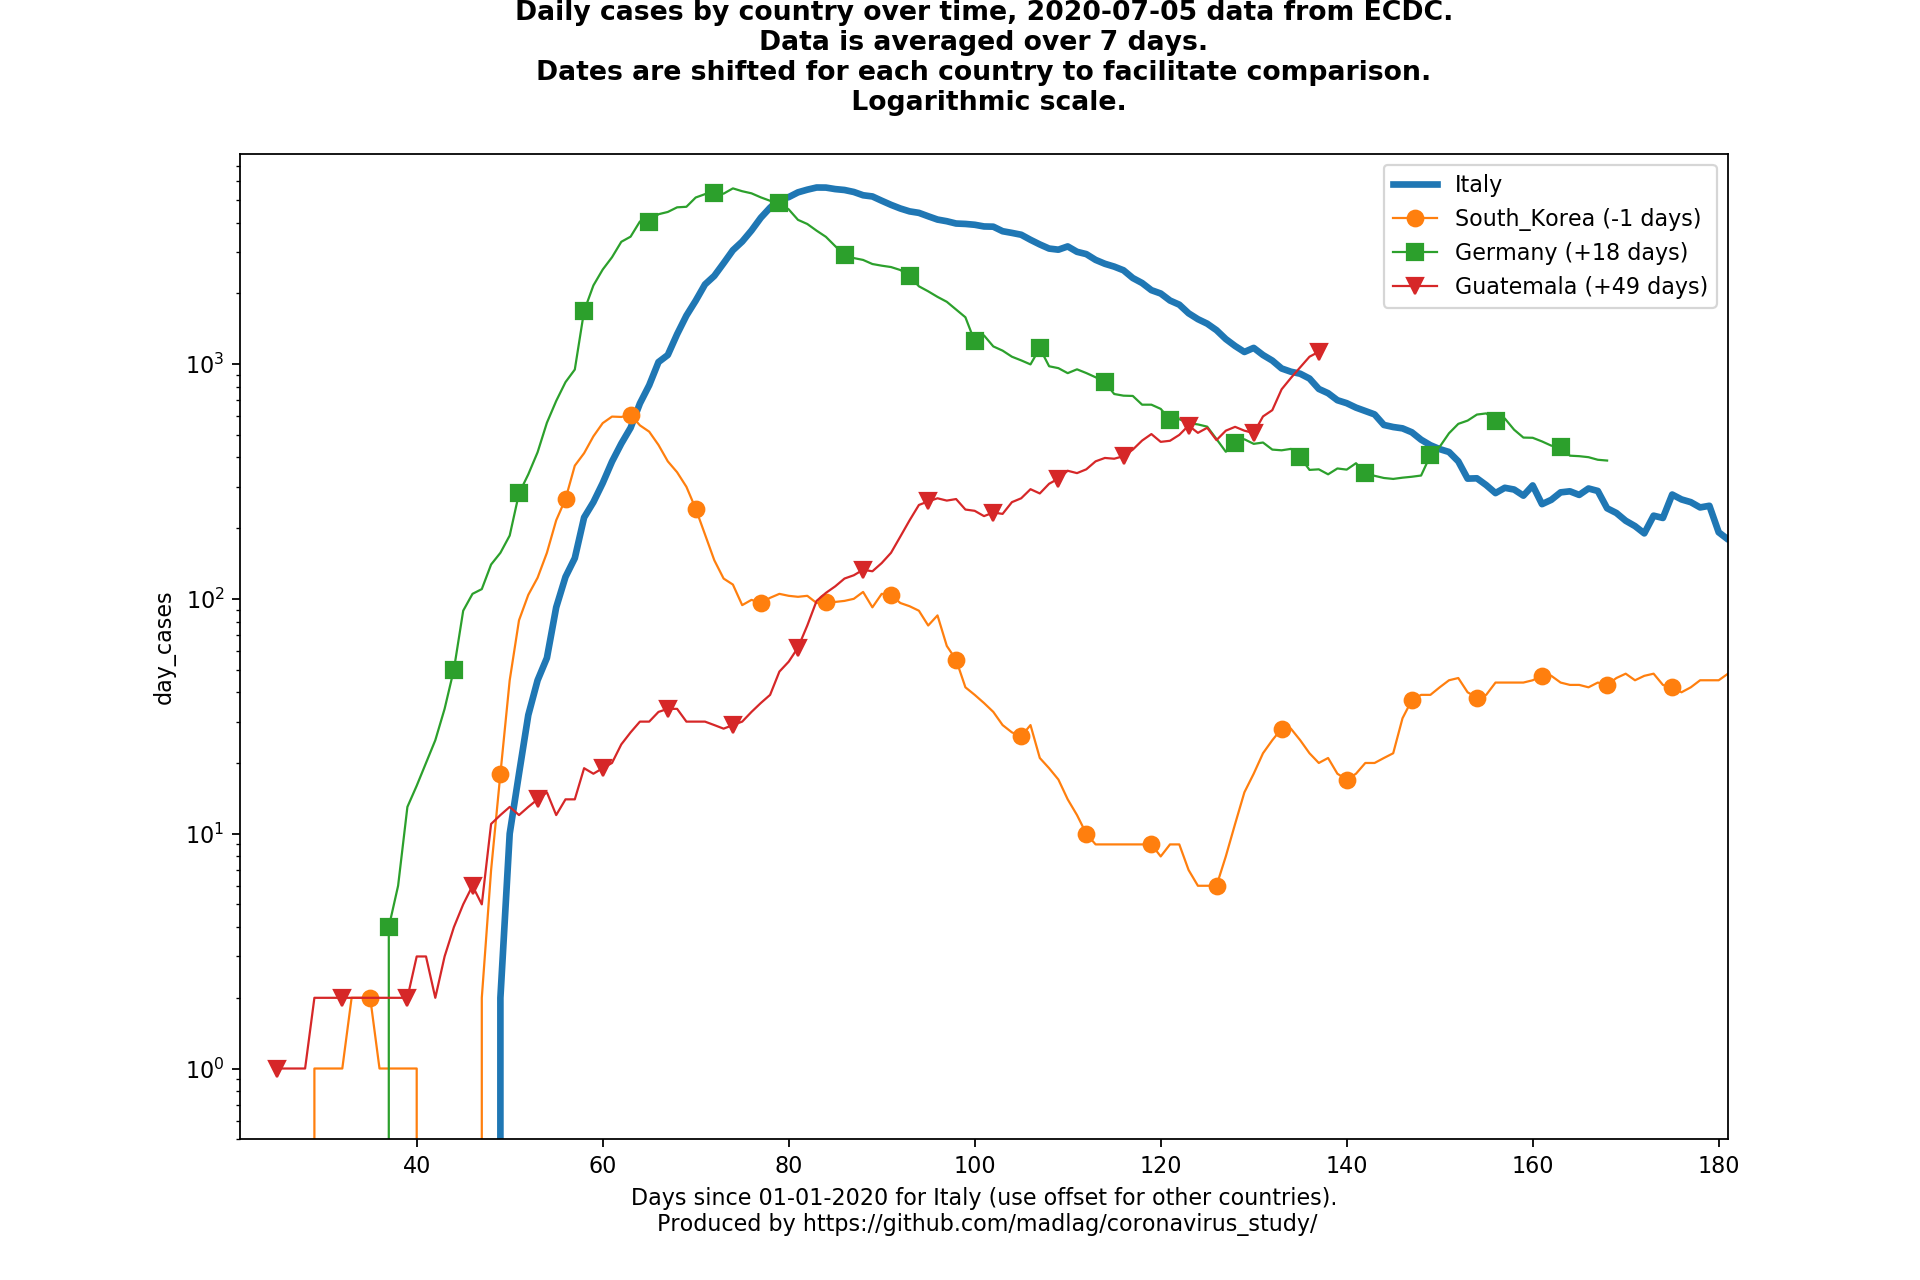 Daily cases by country over time, 2020-07-05 data from ECDC.
Data is averaged over 7 days.
Dates are shifted for each country to facilitate comparison.
Logarithmic scale.
Italy
South_Korea (-1 days)
Germany (+18 days)
Guatemala (+49 days)
day_cases
10³
10²
10¹
10⁰
40 60 80 100 120 140 160 180
Days since 01-01-2020 for Italy (use offset for other countries).
Produced by https://github.com/madlag/coronavirus_study/